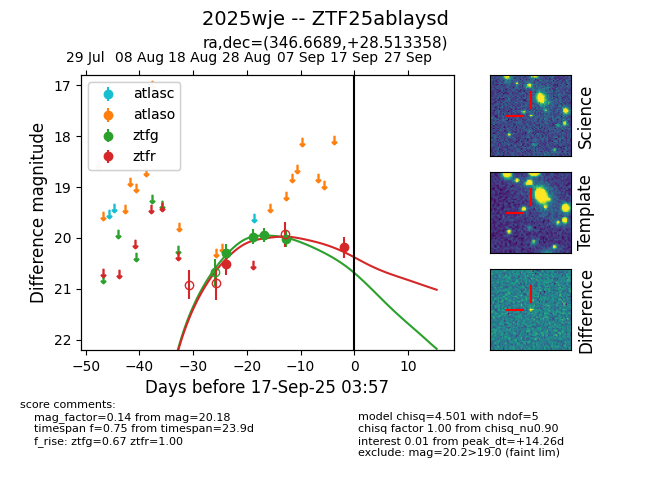 2025wje -- ZTF25ablaysd
ra,dec=(346.6689,+28.513358)
29 Jul 08 Aug 18 Aug 28 Aug 07 Sep 17 Sep 27 Sep
17
18
19
20
21
22
Difference magnitude
atlasc
atlaso
ztfg
ztfr
−50 −40 −30 −20 −10 0 10
Days before 17-Sep-25 03:57
Science
Template
Difference
score comments:
mag_factor=0.14 from mag=20.18
timespan f=0.75 from timespan=23.9d
f_rise: ztfg=0.67 ztfr=1.00
model chisq=4.501 with ndof=5
chisq factor 1.00 from chisq_nu0.90
interest 0.01 from peak_dt=+14.26d
exclude: mag=20.2>19.0 (faint lim)